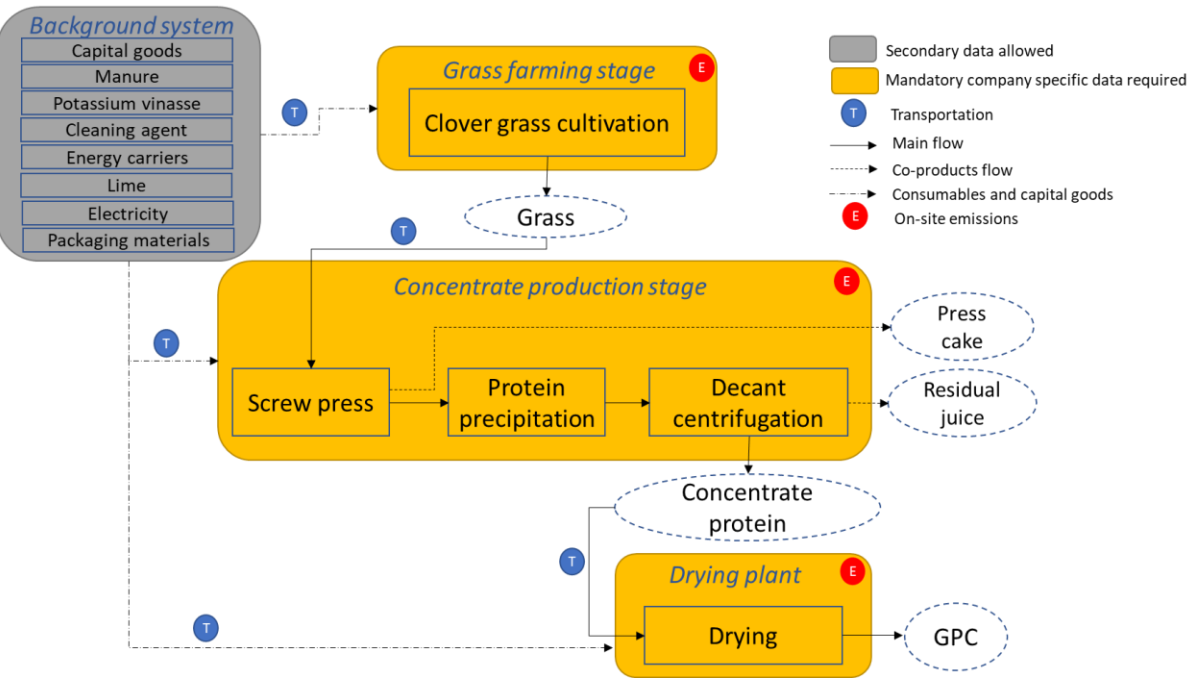 Background system
Capital goods
Manure
Potassium vinasse
Cleaning agent
Energy carriers
Lime
Electricity
Packaging materials
T
Grass farming stage
E
Clover grass cultivation
Grass
T
Secondary data allowed
Mandatory company specific data required
T
Transportation
Main flow
Co-products flow
Consumables and capital goods
E
On-site emissions
Concentrate production stage
E
T
Screw press
Protein
precipitation
Decant
centrifugation
Press
cake
Residual
juice
Concentrate
protein
T
Drying plant
E
T
Drying
GPC